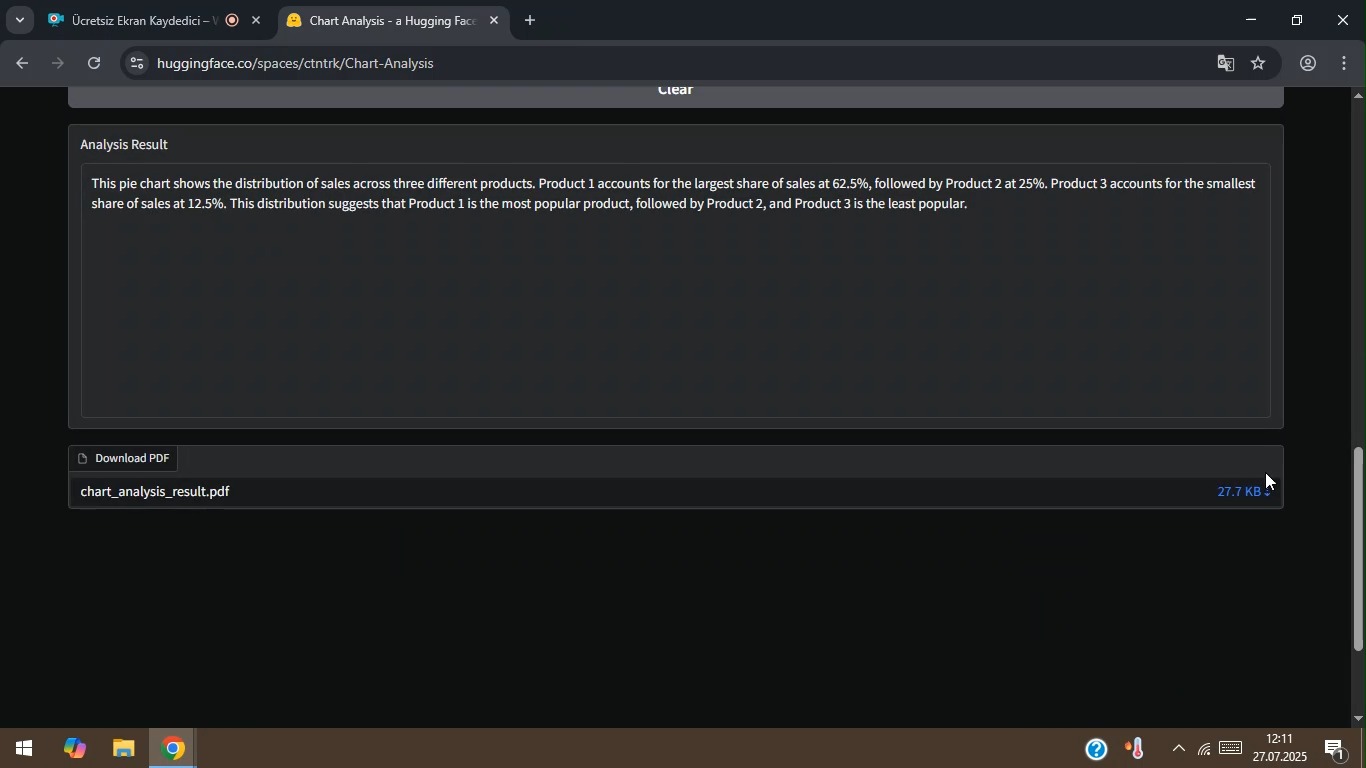 Ücretsiz Ekran Kaydedici –
Chart Analysis - a Hugging Face
huggingface.co/spaces/ctntrk/Chart-Analysis
Clear
Analysis Result
This pie chart shows the distribution of sales across three different products. Product 1 accounts for the largest share of sales at 62.5%, followed by Product 2 at 25%. Product 3 accounts for the smallest
share of sales at 12.5%. This distribution suggests that Product 1 is the most popular product, followed by Product 2, and Product 3 is the least popular.
Download PDF
chart_analysis_result.pdf
27.7 KB
12:11
27.07.2025
1